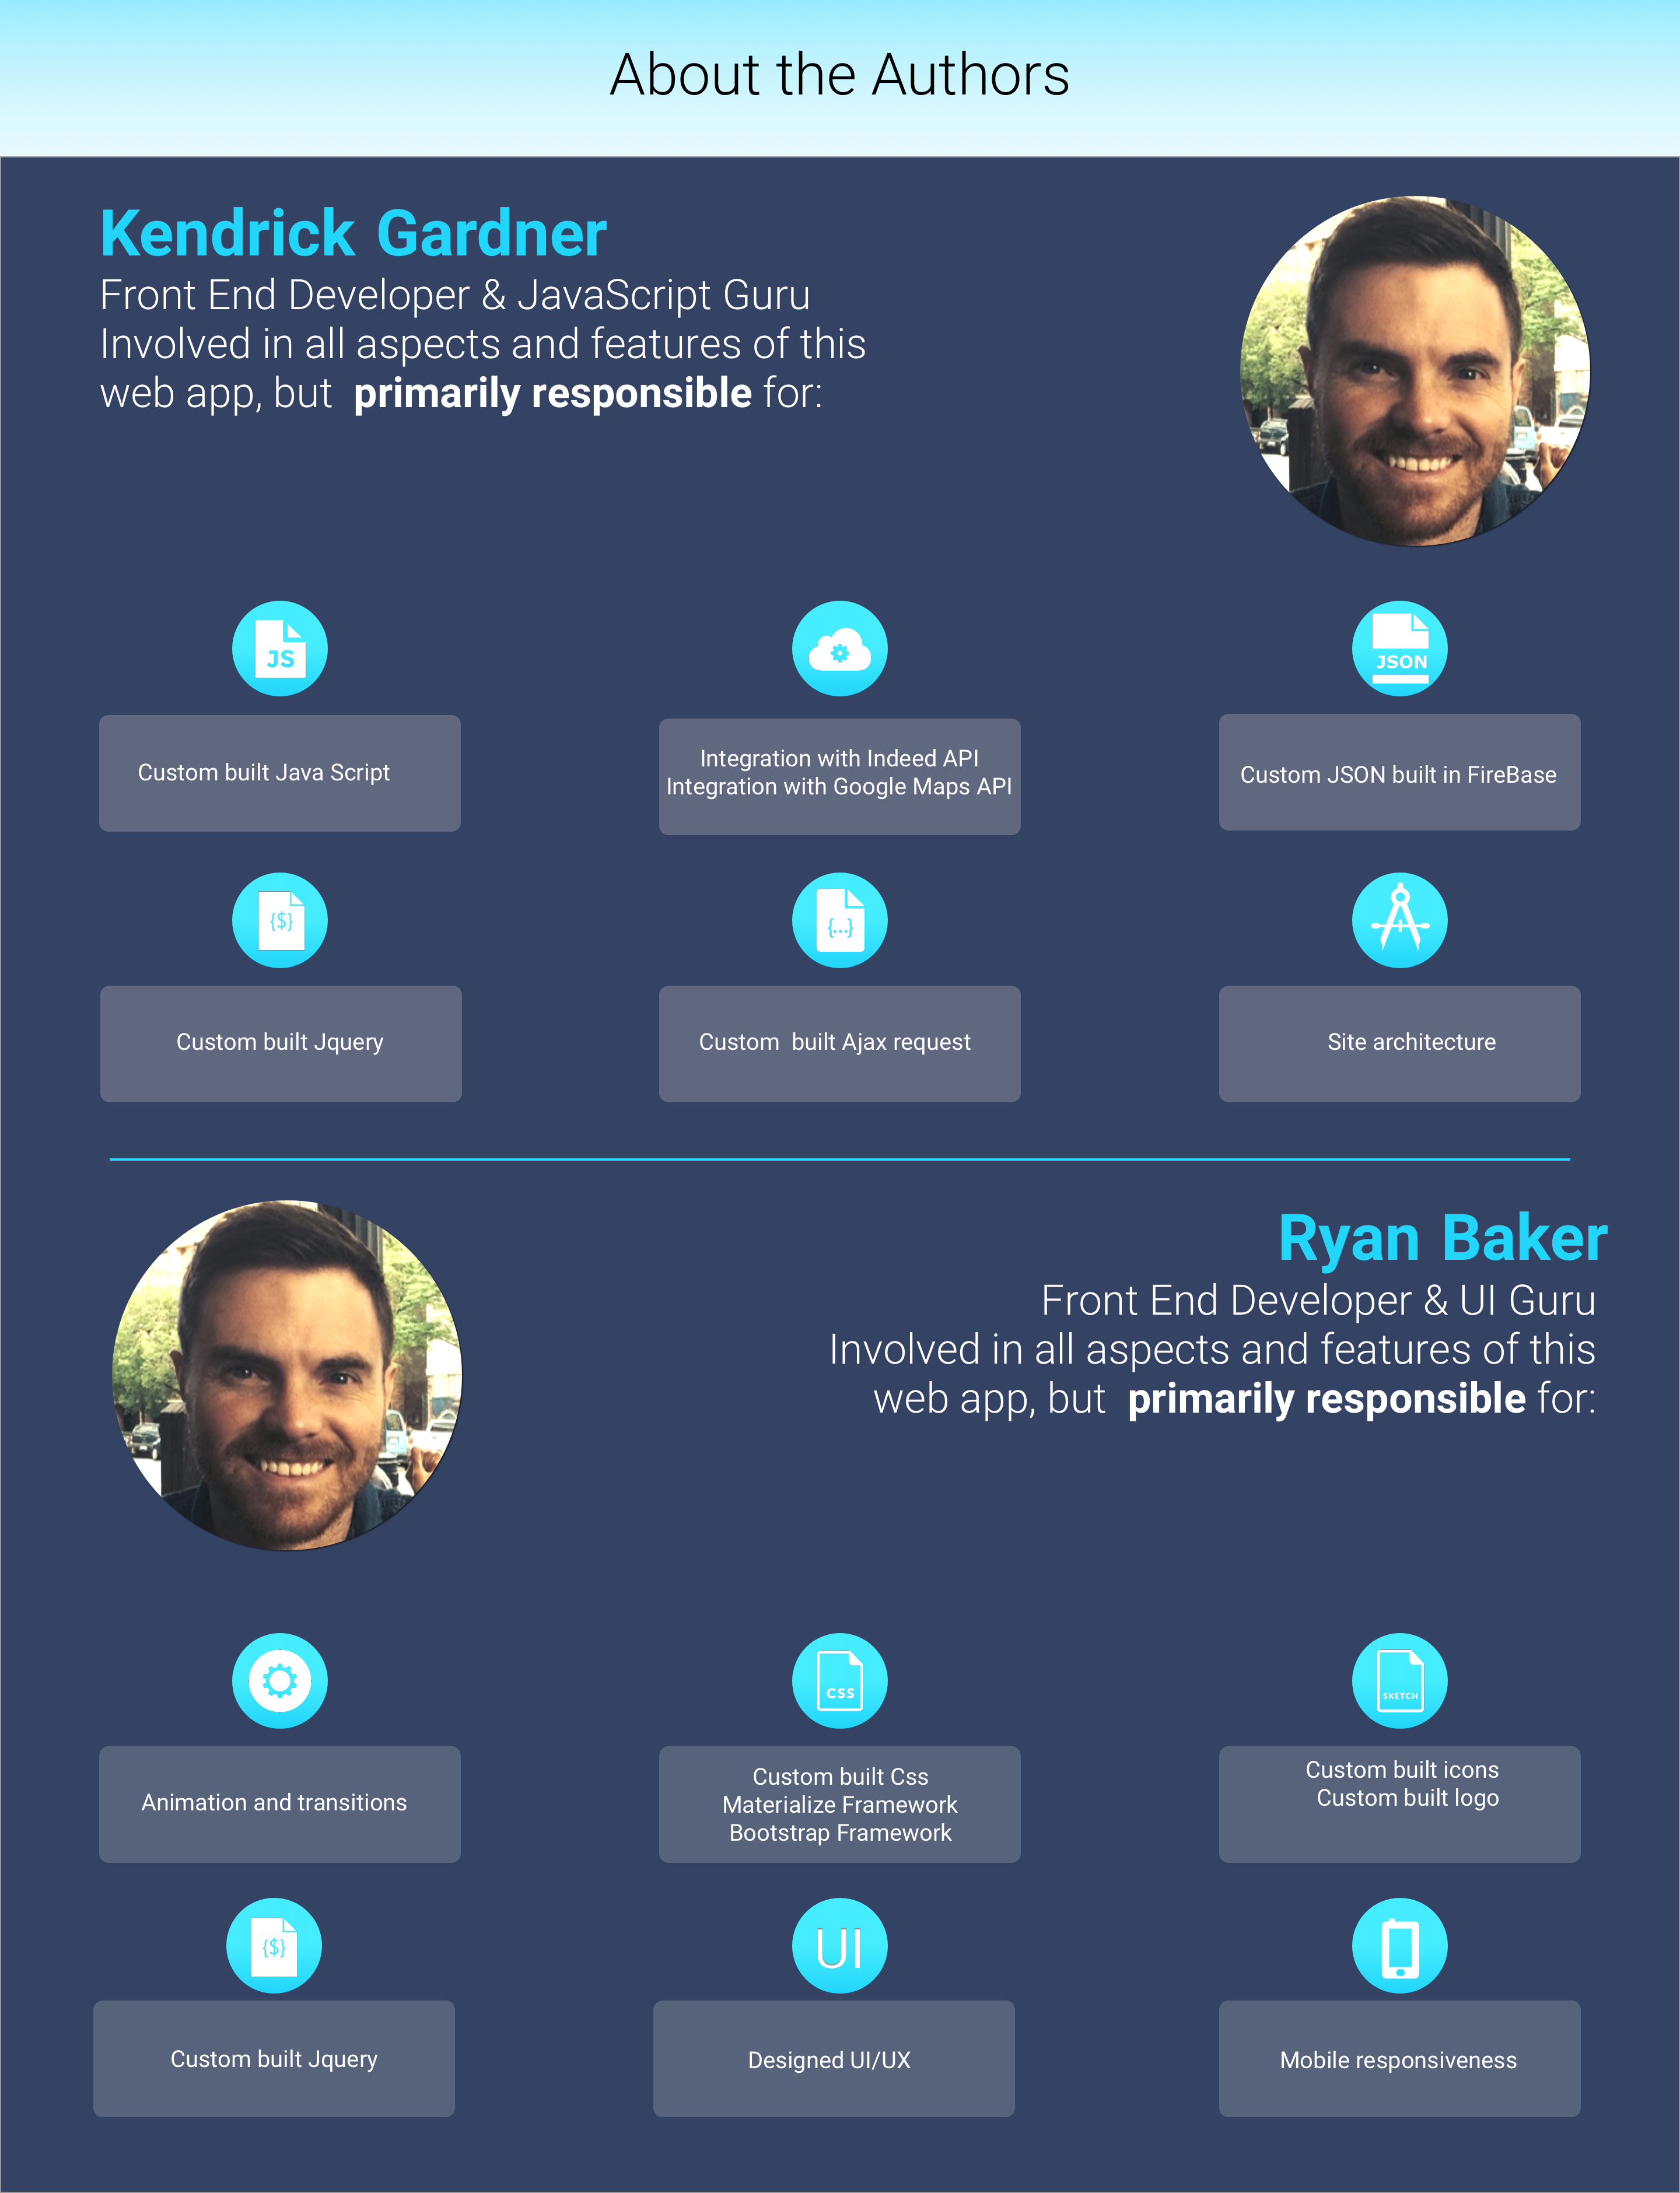 About the Authors
Kendrick Gardner
Front End Developer & JavaScript Guru
Involved in all aspects and features of this
web app, but  primarily responsible for:
JS
JSON
Custom built Java Script
Integration with Indeed API
Integration with Google Maps API
Custom JSON built in FireBase
{$}
{...}
Custom built Jquery
Custom  built Ajax request
Site architecture
Ryan Baker
Front End Developer & UI Guru
Involved in all aspects and features of this
web app, but  primarily responsible for:
CSS
SKETCH
Animation and transitions
Custom built Css
Materialize Framework
Bootstrap Framework
Custom built icons
Custom built logo
{$}
UI
Custom built Jquery
Designed UI/UX
Mobile responsiveness